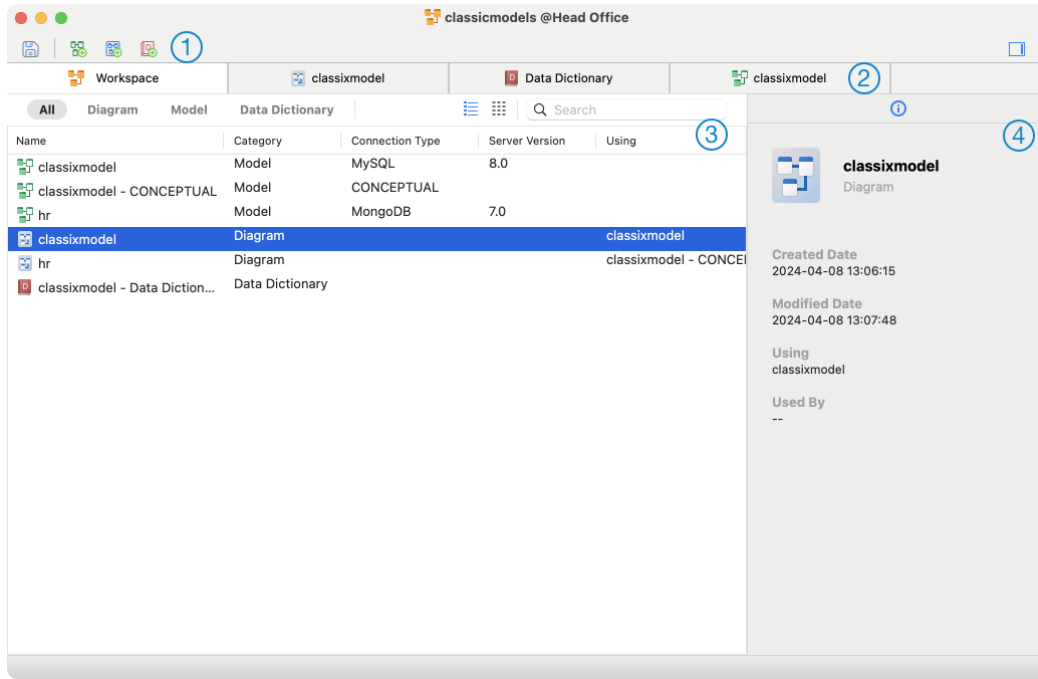 classicmodels @Head Office
1
Workspace classixmodel Data Dictionary classixmodel 2
All Diagram Model Data Dictionary Search
Name Category Connection Type Server Version Using 3 4
classixmodel Model MySQL 8.0
classixmodel - CONCEPTUAL Model CONCEPTUAL
hr Model MongoDB 7.0
classixmodel Diagram classixmodel
hr Diagram classixmodel - CONCEI
classixmodel - Data Diction... Data Dictionary
classixmodel
Diagram
Created Date
2024-04-08 13:06:15
Modified Date
2024-04-08 13:07:48
Using
classixmodel
Used By
--